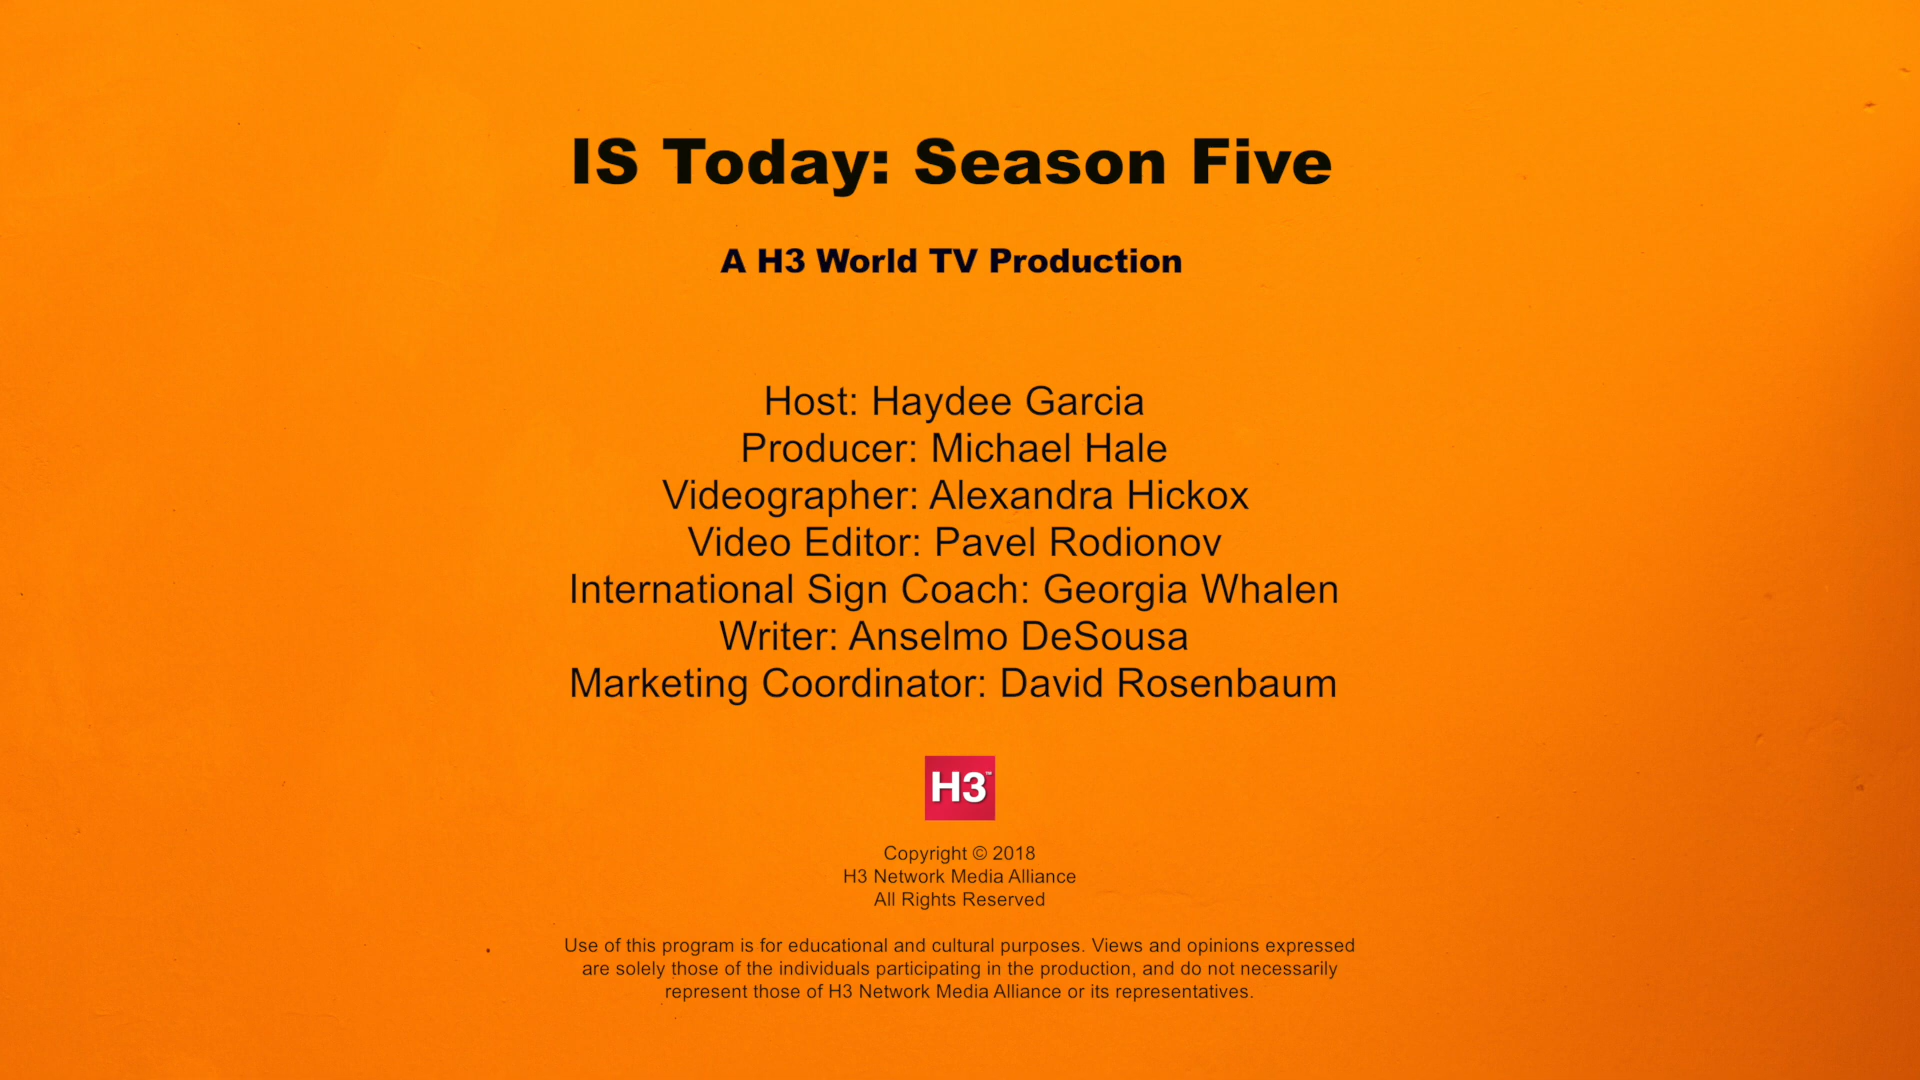 IS Today: Season Five
A H3 World TV Production
Host: Haydee Garcia
Producer: Michael Hale
Videographer: Alexandra Hickox
Video Editor: Pavel Rodionov
International Sign Coach: Georgia Whalen
Writer: Anselmo DeSousa
Marketing Coordinator: David Rosenbaum
H3™
Copyright © 2018
H3 Network Media Alliance
All Rights Reserved
Use of this program is for educational and cultural purposes. Views and opinions expressed
are solely those of the individuals participating in the production, and do not necessarily
represent those of H3 Network Media Alliance or its representatives.